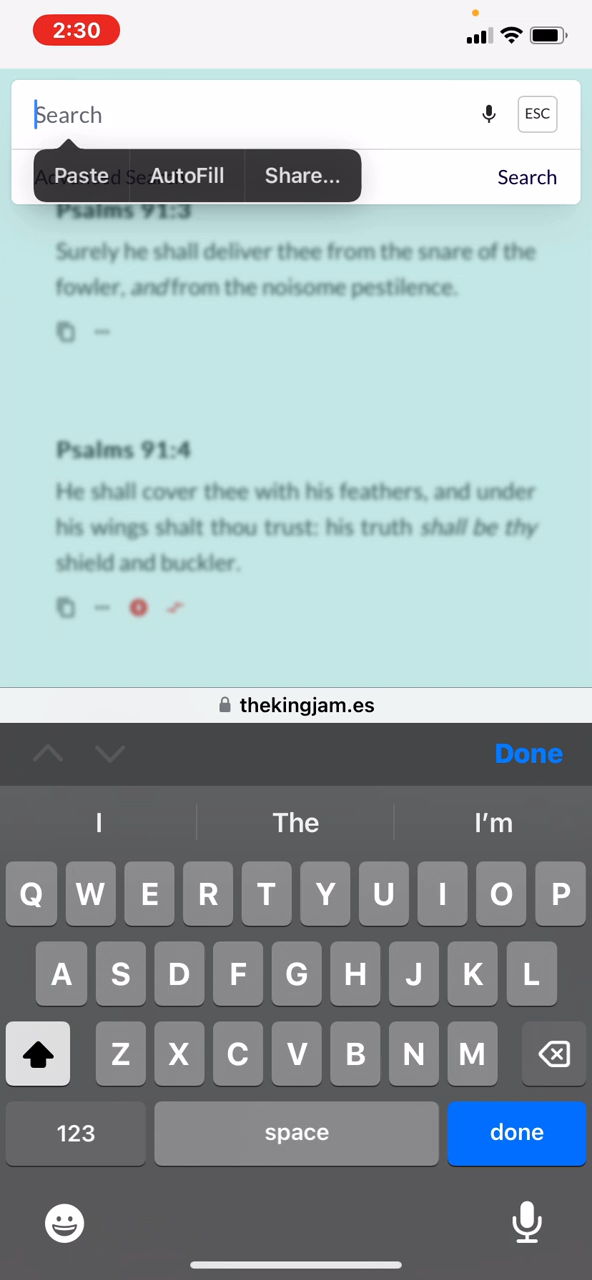 2:30
Search
ESC
Paste AutoFill Share...
Search
Psalms 91:3
Surely he shall deliver thee from the snare of the
fowler, and from the noisome pestilence.
Psalms 91:4
He shall cover thee with his feathers, and under
his wings shalt thou trust: his truth shall be thy
shield and buckler.
thekingjam.es
Done
I The I'm
Q W E R T Y U I O P
A S D F G H J K L
Z X C V B N M
123 space done